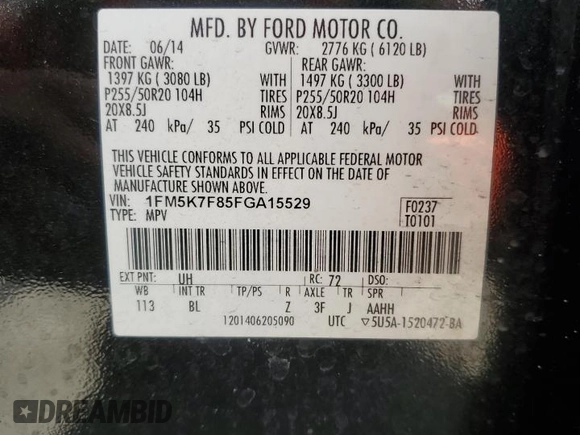 MFD. BY FORD MOTOR CO.
DATE: 06/14 GVWR: 2776 KG ( 6120 LB)
FRONT GAWR: REAR GAWR:
1397 KG ( 3080 LB) WITH 1497 KG ( 3300 LB) WITH
P255/50R20 104H TIRES P255/50R20 104H TIRES
20X8.5J RIMS 20X8.5J RIMS
AT 240 kPa/ 35 PSI COLD AT 240 kPa/ 35 PSI COLD
THIS VEHICLE CONFORMS TO ALL APPLICABLE FEDERAL MOTOR
VEHICLE SAFETY STANDARDS IN EFFECT ON THE DATE OF
MANUFACTURE SHOWN ABOVE.
VIN: 1FM5K7F85FGA15529 F0237
TYPE: MPV T0101
EXT PNT: UH RC: 72 DSO:
WB INT TR TP/PS R AXLE TR SPR
113 BL Z 3F J AAHH
1201406205090 UTC ▽5U5A-1520472-BA
DREAMBID